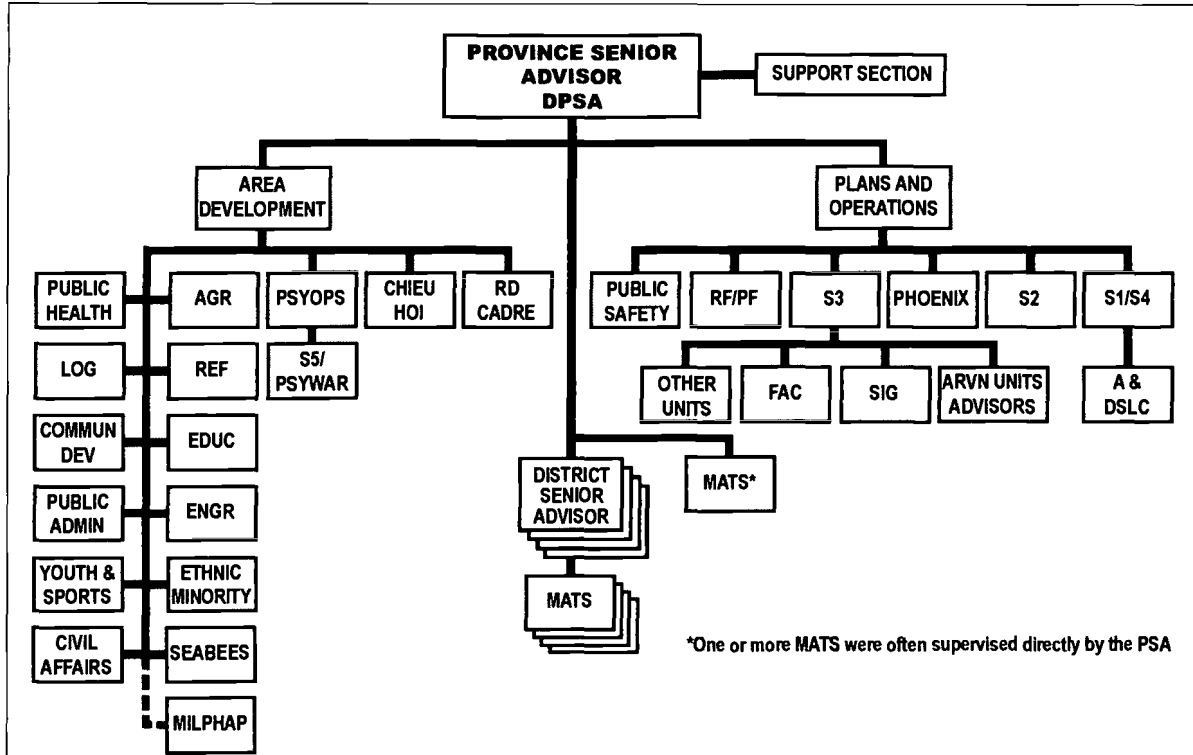 PROVINCE SENIOR
ADVISOR
DPSA
SUPPORT SECTION
AREA
DEVELOPMENT
PLANS AND
OPERATIONS
PUBLIC
HEALTH
AGR
PSYOPS
CHIEU
HOI
RD
CADRE
PUBLIC
SAFETY
RF/PF
S3
PHOENIX
S2
S1/S4
LOG
REF
S5/
PSYWAR
OTHER
UNITS
FAC
SIG
ARVN UNITS
ADVISORS
A &
DSLC
COMMUN
DEV
EDUC
DISTRICT
SENIOR
ADVISOR
MATS*
PUBLIC
ADMIN
ENGR
YOUTH &
SPORTS
ETHNIC
MINORITY
MATS
CIVIL
AFFAIRS
SEABEES
*One or more MATS were often supervised directly by the PSA
MILPHAP